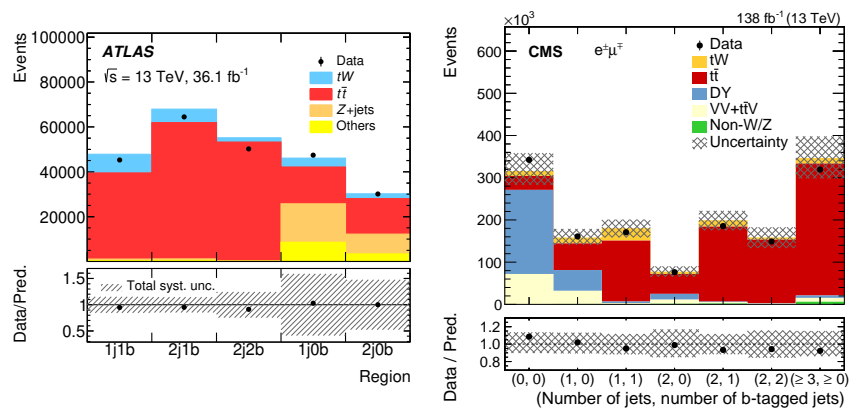 Events
100000
80000
60000
40000
20000
ATLAS
√s = 13 TeV, 36.1 fb⁻¹
Data
tW
tt̄
Z+jets
Others
Data/Pred.
1.5
1
0.5
Total syst. unc.
1j1b 2j1b 2j2b 1j0b 2j0b
Region
×10³
138 fb⁻¹ (13 TeV)
Events
600
500
400
300
200
100
0
CMS e±μ∓
Data
tW
tt̄
DY
VV+tt̄V
Non-W/Z
Uncertainty
Data / Pred.
1.2
1.0
0.8
(0, 0) (1, 0) (1, 1) (2, 0) (2, 1) (2, 2) (≥ 3, ≥ 0)
(Number of jets, number of b-tagged jets)